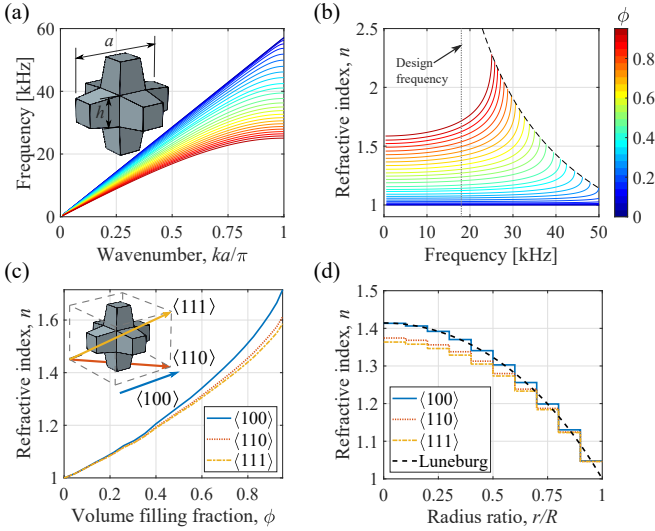 (a)
60
40
20
0
Frequency [kHz]
a
h
0
0.25
0.5
0.75
1
Wavenumber, ka/π
(b)
2.5
2
1.5
1
Refractive index, n
Design
frequency
0
10
20
30
40
50
Frequency [kHz]
ϕ
0.8
0.6
0.4
0.2
0
(c)
1.6
1.4
1.2
1
Refractive index, n
⟨111⟩
⟨110⟩
⟨100⟩
⟨100⟩
⟨110⟩
⟨111⟩
0
0.2
0.4
0.6
0.8
Volume filling fraction, ϕ
(d)
1.5
1.4
1.3
1.2
1.1
1
Refractive index, n
⟨100⟩
⟨110⟩
⟨111⟩
Luneburg
0
0.25
0.5
0.75
1
Radius ratio, r/R